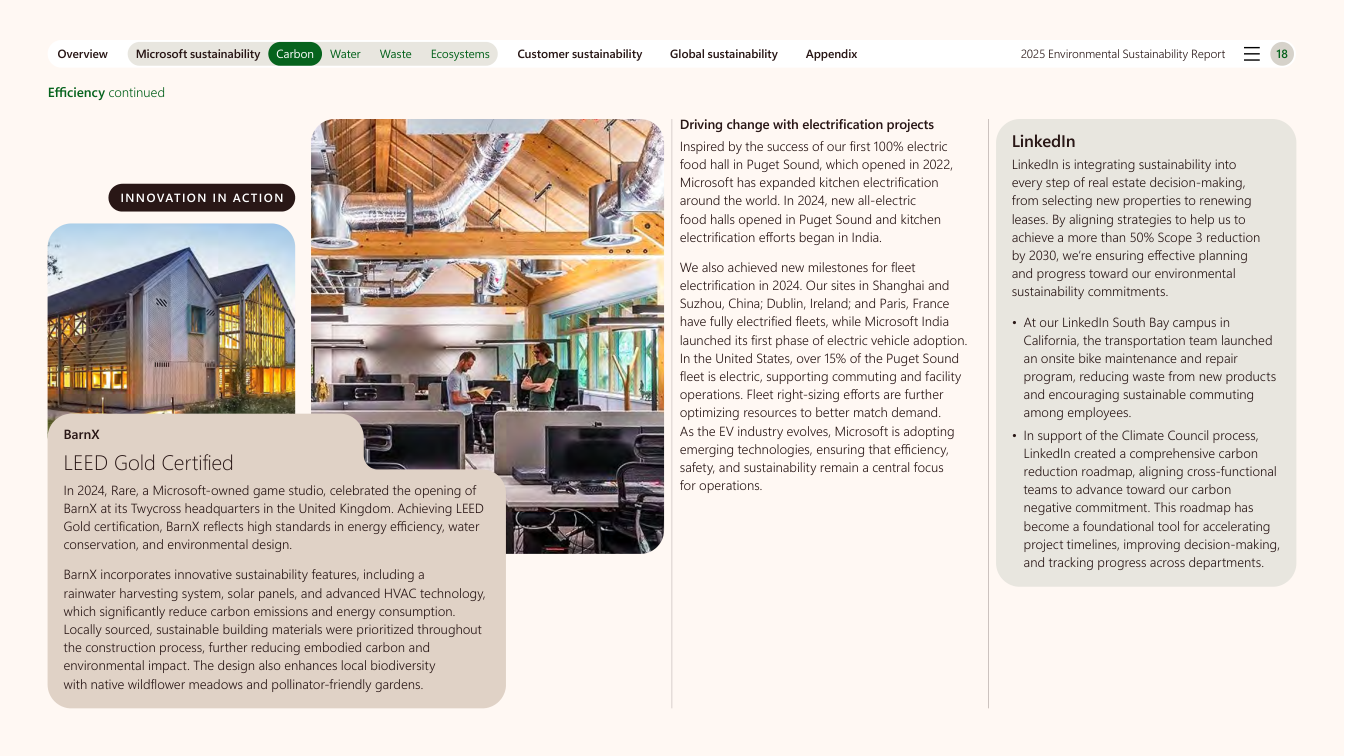 Overview
Microsoft sustainability
Carbon
Water
Waste
Ecosystems
Customer sustainability
Global sustainability
Appendix
2025 Environmental Sustainability Report
18
Efficiency continued
INNOVATION IN ACTION
BarnX
LEED Gold Certified
In 2024, Rare, a Microsoft-owned game studio, celebrated the opening of
BarnX at its Twycross headquarters in the United Kingdom. Achieving LEED
Gold certification, BarnX reflects high standards in energy efficiency, water
conservation, and environmental design.
BarnX incorporates innovative sustainability features, including a
rainwater harvesting system, solar panels, and advanced HVAC technology,
which significantly reduce carbon emissions and energy consumption.
Locally sourced, sustainable building materials were prioritized throughout
the construction process, further reducing embodied carbon and
environmental impact. The design also enhances local biodiversity
with native wildflower meadows and pollinator-friendly gardens.
Driving change with electrification projects
Inspired by the success of our first 100% electric
food hall in Puget Sound, which opened in 2022,
Microsoft has expanded kitchen electrification
around the world. In 2024, new all-electric
food halls opened in Puget Sound and kitchen
electrification efforts began in India.
We also achieved new milestones for fleet
electrification in 2024. Our sites in Shanghai and
Suzhou, China; Dublin, Ireland; and Paris, France
have fully electrified fleets, while Microsoft India
launched its first phase of electric vehicle adoption.
In the United States, over 15% of the Puget Sound
fleet is electric, supporting commuting and facility
operations. Fleet right-sizing efforts are further
optimizing resources to better match demand.
As the EV industry evolves, Microsoft is adopting
emerging technologies, ensuring that efficiency,
safety, and sustainability remain a central focus
for operations.
LinkedIn
LinkedIn is integrating sustainability into
every step of real estate decision-making,
from selecting new properties to renewing
leases. By aligning strategies to help us to
achieve a more than 50% Scope 3 reduction
by 2030, we're ensuring effective planning
and progress toward our environmental
sustainability commitments.
• At our LinkedIn South Bay campus in
California, the transportation team launched
an onsite bike maintenance and repair
program, reducing waste from new products
and encouraging sustainable commuting
among employees.
• In support of the Climate Council process,
LinkedIn created a comprehensive carbon
reduction roadmap, aligning cross-functional
teams to advance toward our carbon
negative commitment. This roadmap has
become a foundational tool for accelerating
project timelines, improving decision-making,
and tracking progress across departments.